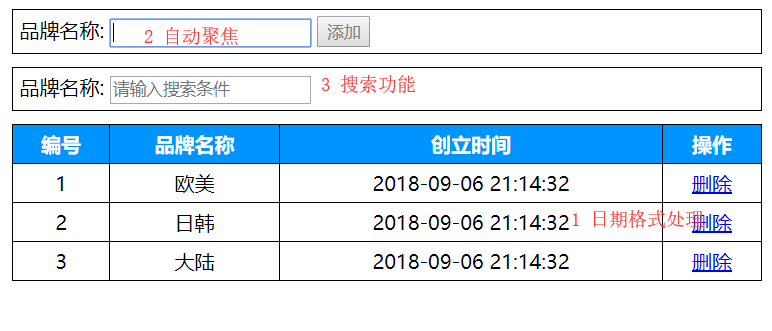 品牌名称: 2 自动聚焦 添加
品牌名称: 请输入搜索条件 3 搜索功能
编号 品牌名称 创立时间 操作
1 欧美 2018-09-06 21:14:32 删除
2 日韩 2018-09-06 21:14:32 1 日期格式处理 删除
3 大陆 2018-09-06 21:14:32 删除